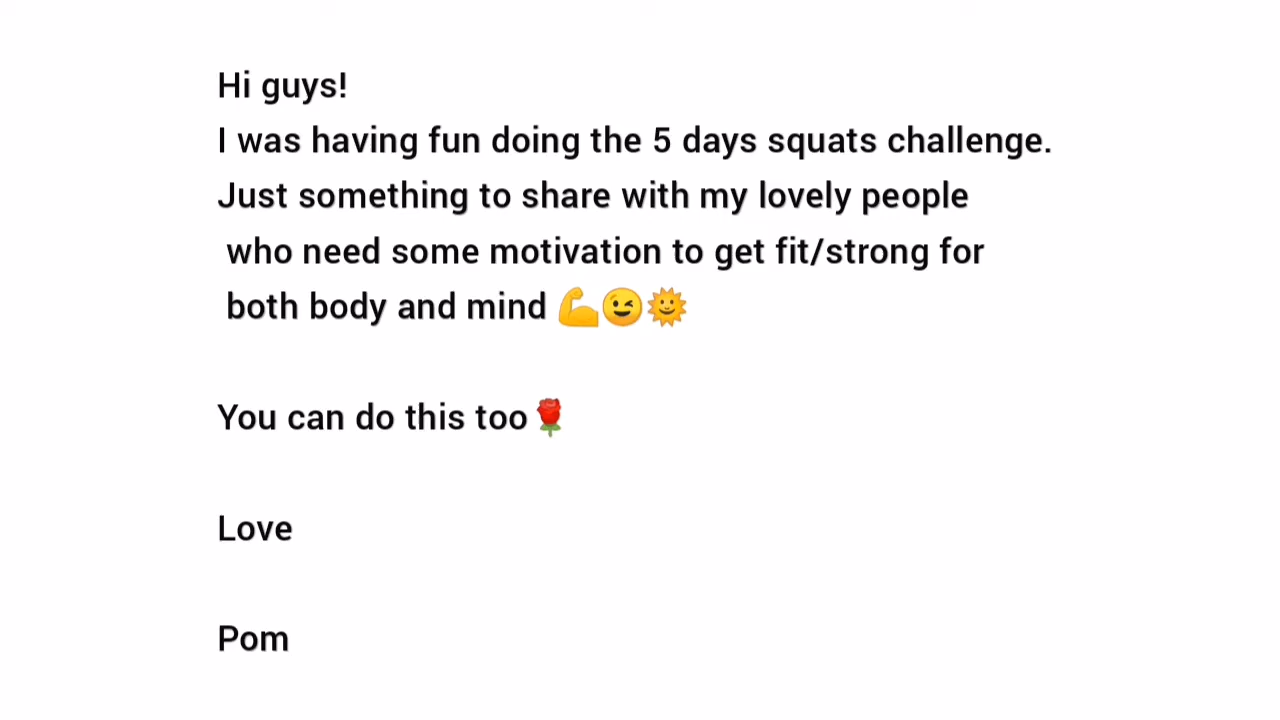 Hi guys!
I was having fun doing the 5 days squats challenge.
Just something to share with my lovely people
who need some motivation to get fit/strong for
both body and mind 💪😉🌞
You can do this too🌹
Love
Pom